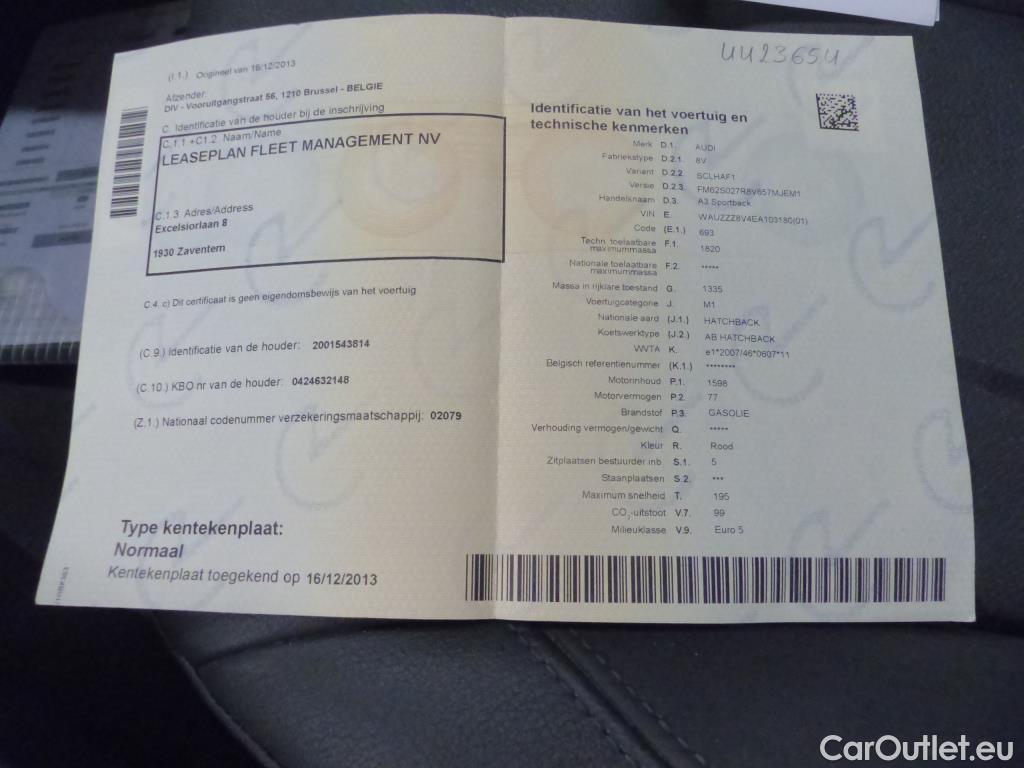 (I.1.) Origineel van 16/12/2013
Afzender:
DIV - Vooruitgangstraat 56, 1210 Brussel - BELGIE
C. Identificatie van de houder bij de inschrijving
C.1.1 +C1.2. Naam/Name
LEASEPLAN FLEET MANAGEMENT NV
C.1.3. Adres/Address
Excelsiorlaan 8
1930 Zaventem
C.4. c) Dit certificaat is geen eigendomsbewijs van het voertuig
(C.9.) Identificatie van de houder: 2001543814
(C.10.) KBO nr van de houder: 0424632148
(Z.1.) Nationaal codenummer verzekeringsmaatschappij: 02079
Type kentekenplaat:
Normaal
Kentekenplaat toegekend op 16/12/2013
UU23654
Identificatie van het voertuig en
technische kenmerken
Merk D.1. AUDI
Fabriekstype D.2.1. 8V
Variant D.2.2. SCLHAF1
Versie D.2.3. FM62S027R8V657MJEM1
Handelsnaam D.3. A3 Sportback
VIN E. WAUZZZ8V4EA103180(01)
Code (E.1.) 693
Techn. toelaatbare
maximummassa F.1. 1820
Nationale toelaatbare
maximummassa F.2. *****
Massa in rijklare toestand G. 1335
Voertuigcategorie J. M1
Nationale aard (J.1.) HATCHBACK
Koetswerktype (J.2.) AB HATCHBACK
WVTA K. e1*2007/46*0607*11
Belgisch referentienummer (K.1.) ********
Motorinhoud P.1. 1598
Motorvermogen P.2. 77
Brandstof P.3. GASOLIE
Verhouding vermogen/gewicht Q. *****
Kleur R. Rood
Zitplaatsen bestuurder inb S.1. 5
Staanplaatsen S.2. ***
Maximum snelheid T. 195
CO2-uitstoot V.7. 99
Milieuklasse V.9. Euro 5
CarOutlet.eu